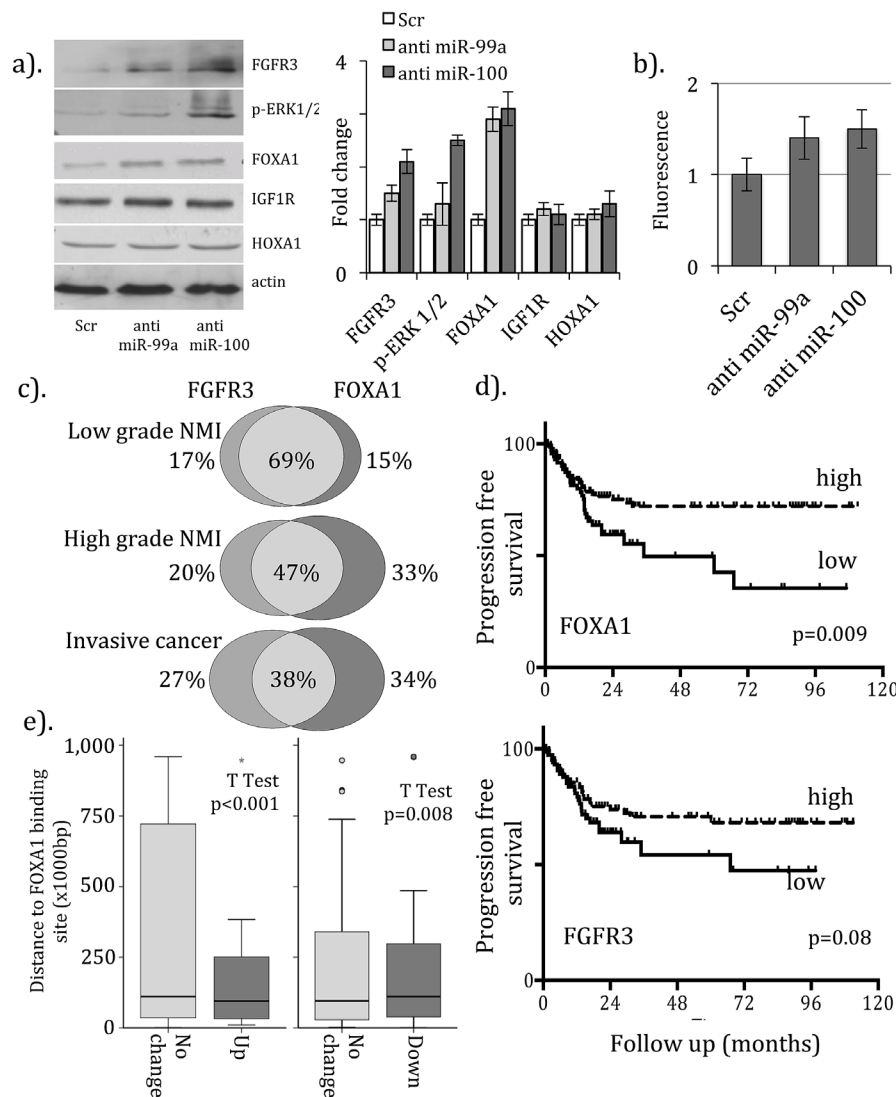 a).
FGFR3
p-ERK1/2
FOXA1
IGF1R
HOXA1
actin
Scr
anti
miR-99a
anti
miR-100
Scr
anti miR-99a
anti miR-100
Fold change
4
0
FGFR3
p-ERK 1/2
FOXA1
IGF1R
HOXA1
b).
Fluorescence
2
1
0
Scr
anti miR-99a
anti miR-100
c).
FGFR3
FOXA1
Low grade NMI
17%
69%
15%
High grade NMI
20%
47%
33%
Invasive cancer
27%
38%
34%
d).
Progression free
survival
100
0
high
low
FOXA1
p=0.009
0
24
48
72
96
120
Progression free
survival
100
0
high
low
FGFR3
p=0.08
0
24
48
72
96
120
Follow up (months)
e).
Distance to FOXA1 binding
site (x1000bp)
1,000
750
500
250
0
*
T Test
p<0.001
T Test
p=0.008
No
change
Up
No
change
Down